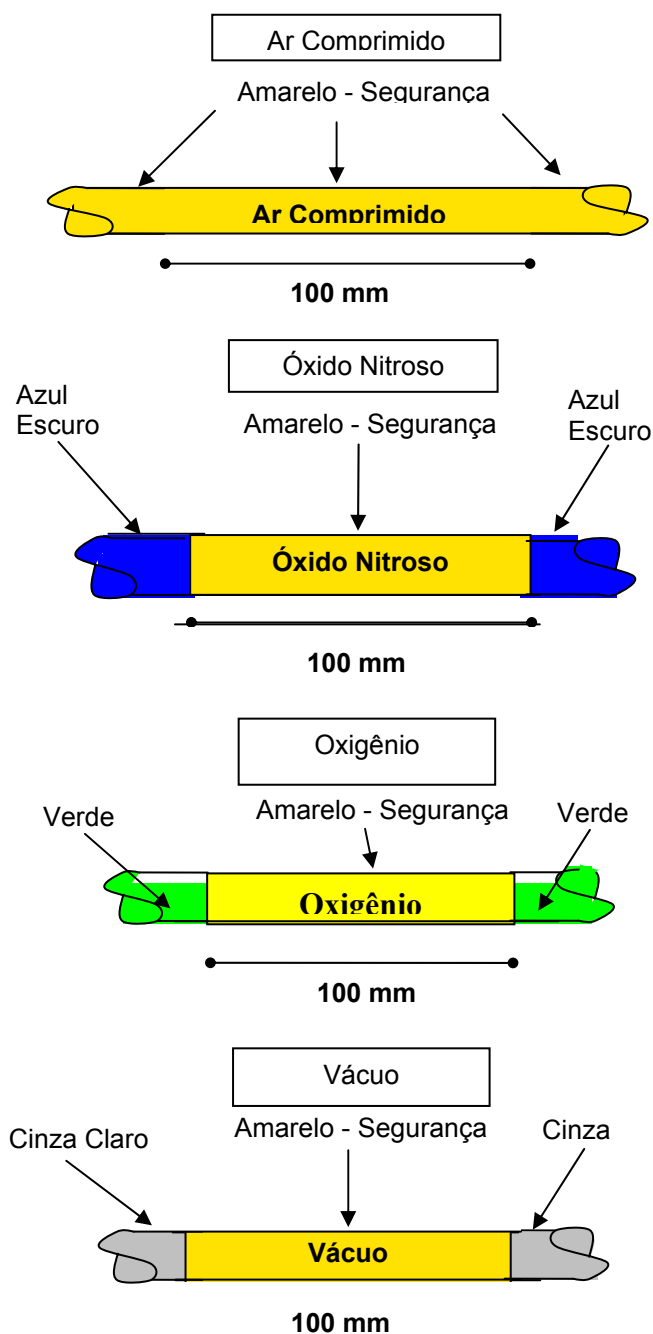 Ar Comprimido
Amarelo - Segurança
Ar Comprimido
100 mm
Óxido Nitroso
Azul
Escuro
Amarelo - Segurança
Azul
Escuro
Óxido Nitroso
100 mm
Oxigênio
Verde
Amarelo - Segurança
Verde
Oxigênio
100 mm
Vácuo
Cinza Claro
Amarelo - Segurança
Cinza
Vácuo
100 mm